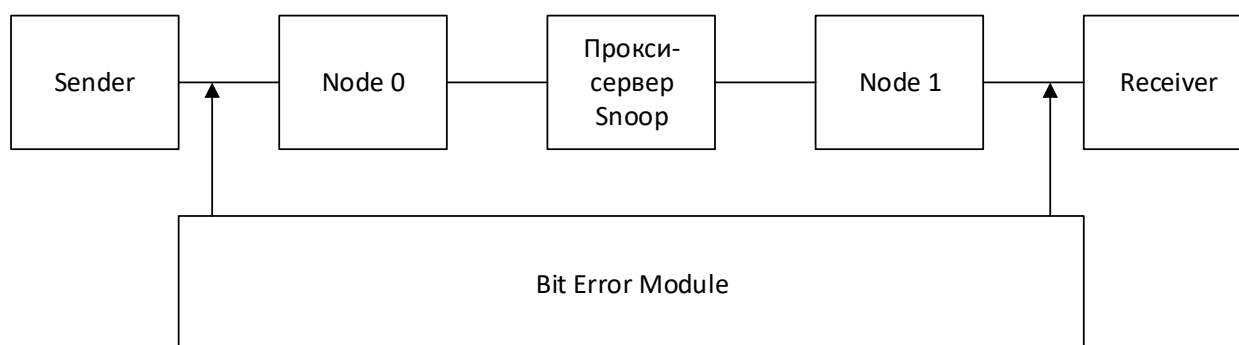 Sender
Node 0
Прокси-
сервер
Snoop
Node 1
Receiver
Bit Error Module